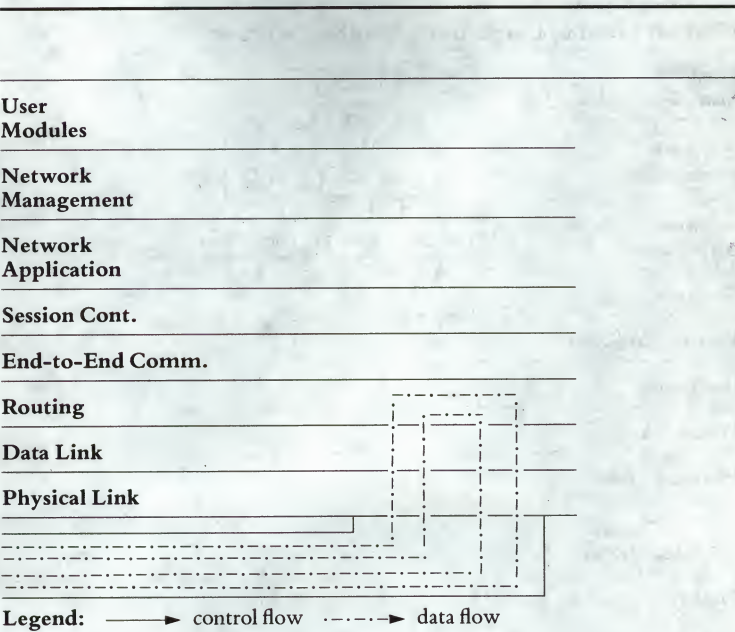 User
Modules
Network
Management
Network
Application
Session Cont.
End-to-End Comm.
Routing
Data Link
Physical Link
Legend: control flow data flow